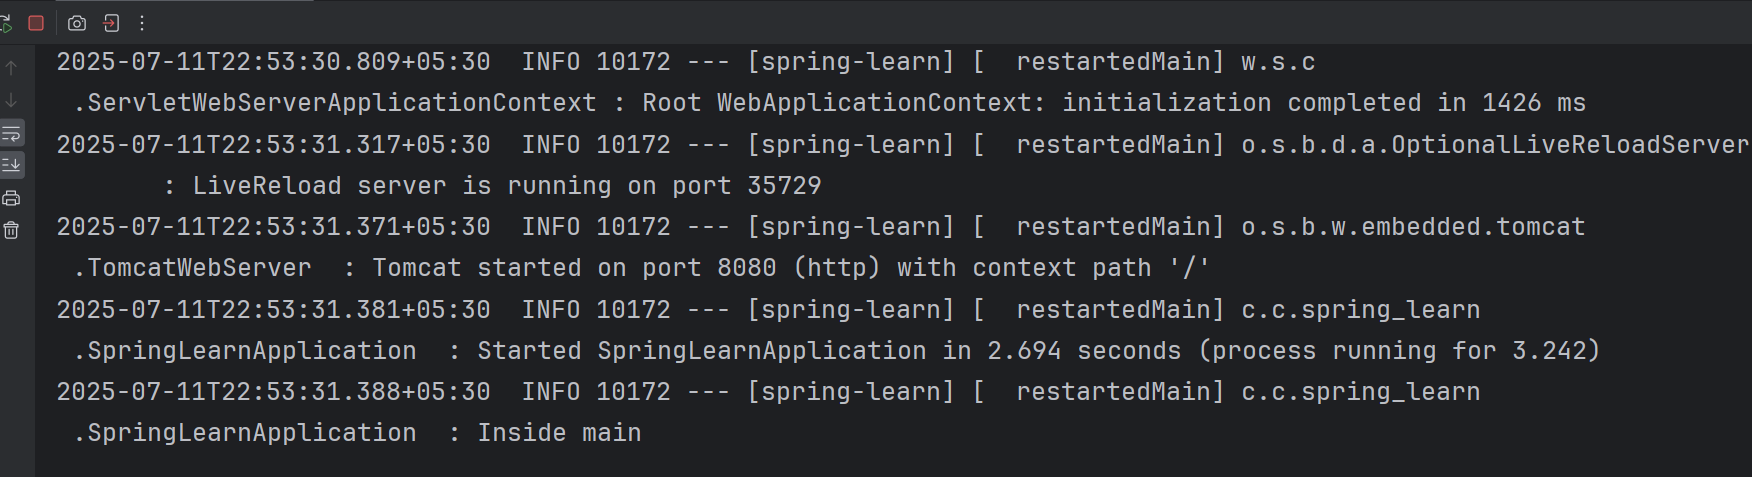 2025-07-11T22:53:30.809+05:30  INFO 10172 --- [spring-learn] [  restartedMain] w.s.c
.ServletWebServerApplicationContext : Root WebApplicationContext: initialization completed in 1426 ms
2025-07-11T22:53:31.317+05:30  INFO 10172 --- [spring-learn] [  restartedMain] o.s.b.d.a.OptionalLiveReloadServer
: LiveReload server is running on port 35729
2025-07-11T22:53:31.371+05:30  INFO 10172 --- [spring-learn] [  restartedMain] o.s.b.w.embedded.tomcat
.TomcatWebServer  : Tomcat started on port 8080 (http) with context path '/'
2025-07-11T22:53:31.381+05:30  INFO 10172 --- [spring-learn] [  restartedMain] c.c.spring_learn
.SpringLearnApplication  : Started SpringLearnApplication in 2.694 seconds (process running for 3.242)
2025-07-11T22:53:31.388+05:30  INFO 10172 --- [spring-learn] [  restartedMain] c.c.spring_learn
.SpringLearnApplication  : Inside main